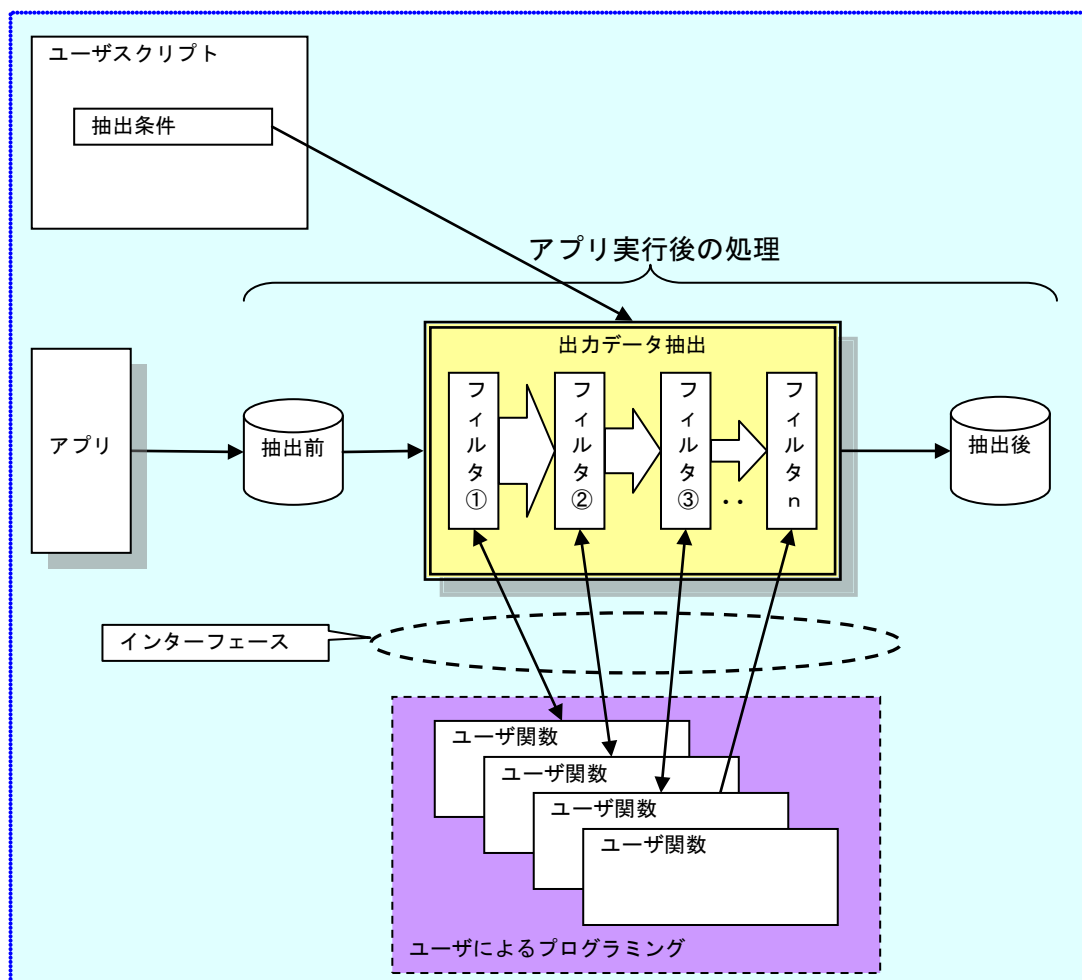 ユーザスクリプト
抽出条件
アプリ実行後の処理
出力データ抽出
アプリ
抽出前
フィルタ①
フィルタ②
フィルタ③
‥
フィルタn
抽出後
インターフェース
ユーザ関数
ユーザ関数
ユーザ関数
ユーザ関数
ユーザによるプログラミング